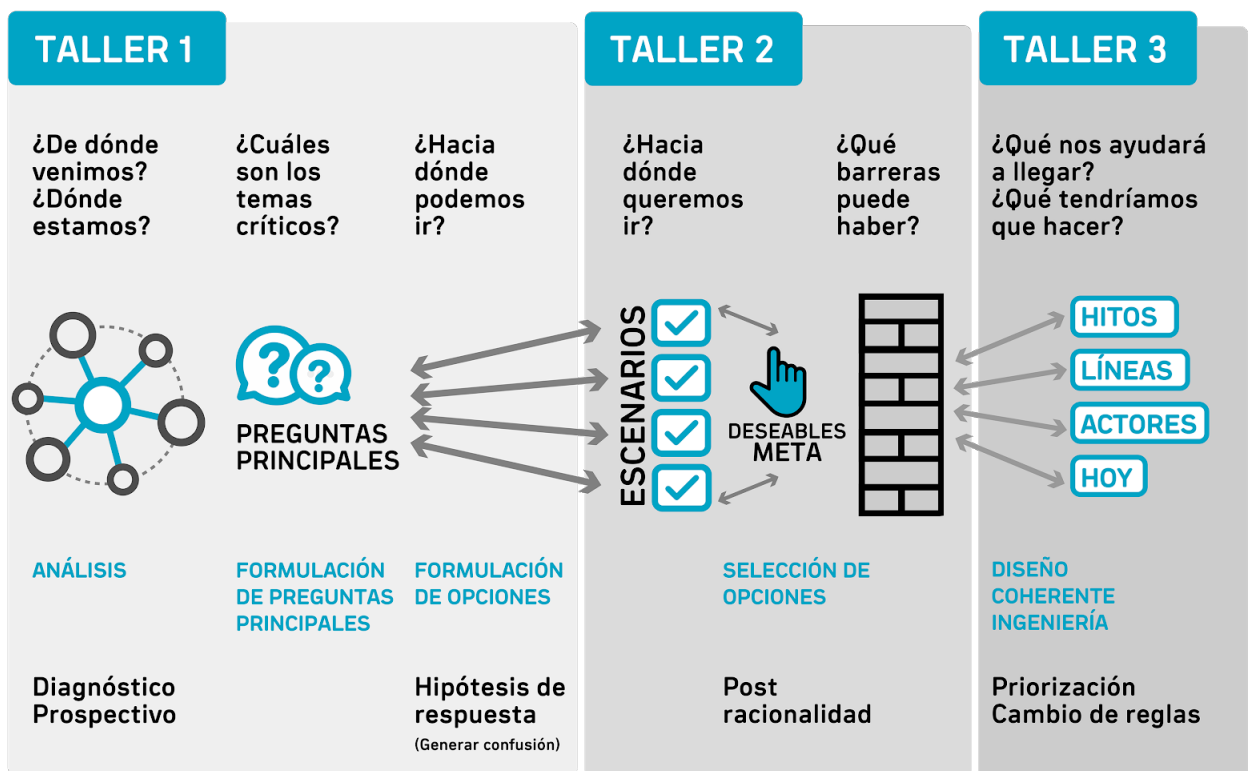 TALLER 1
¿De dónde
venimos?
¿Dónde
estamos?
¿Cuáles
son los
temas
críticos?
¿Hacia
dónde
podemos
ir?
?
?
PREGUNTAS
PRINCIPALES
ANÁLISIS
FORMULACIÓN
DE PREGUNTAS
PRINCIPALES
FORMULACIÓN
DE OPCIONES
Diagnóstico
Prospectivo
Hipótesis de
respuesta
(Generar confusión)
TALLER 2
¿Hacia
dónde
queremos
ir?
¿Qué
barreras
puede
haber?
ESCENARIOS
DESEABLES
META
SELECCIÓN DE
OPCIONES
Post
racionalidad
TALLER 3
¿Qué nos ayudará
a llegar?
¿Qué tendríamos
que hacer?
HITOS
LÍNEAS
ACTORES
HOY
DISEÑO
COHERENTE
INGENIERÍA
Priorización
Cambio de reglas